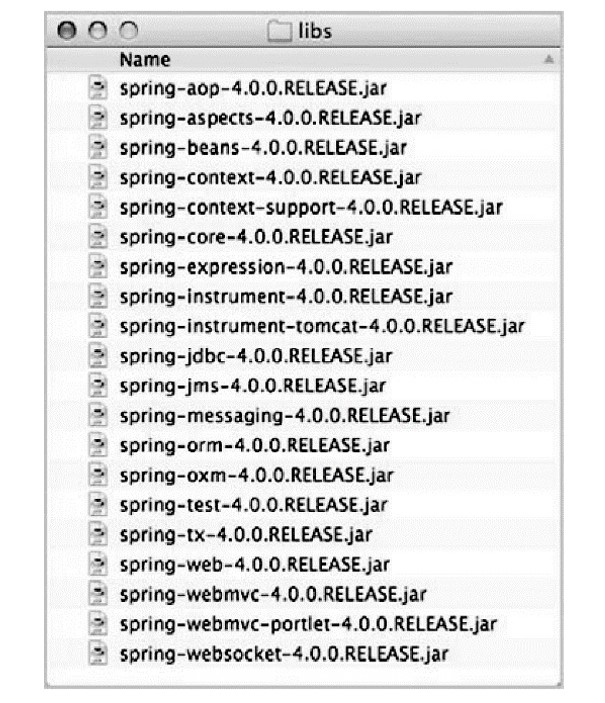 libs
Name
spring-aop-4.0.0.RELEASE.jar
spring-aspects-4.0.0.RELEASE.jar
spring-beans-4.0.0.RELEASE.jar
spring-context-4.0.0.RELEASE.jar
spring-context-support-4.0.0.RELEASE.jar
spring-core-4.0.0.RELEASE.jar
spring-expression-4.0.0.RELEASE.jar
spring-instrument-4.0.0.RELEASE.jar
spring-instrument-tomcat-4.0.0.RELEASE.jar
spring-jdbc-4.0.0.RELEASE.jar
spring-jms-4.0.0.RELEASE.jar
spring-messaging-4.0.0.RELEASE.jar
spring-orm-4.0.0.RELEASE.jar
spring-oxm-4.0.0.RELEASE.jar
spring-test-4.0.0.RELEASE.jar
spring-tx-4.0.0.RELEASE.jar
spring-web-4.0.0.RELEASE.jar
spring-webmvc-4.0.0.RELEASE.jar
spring-webmvc-portlet-4.0.0.RELEASE.jar
spring-websocket-4.0.0.RELEASE.jar